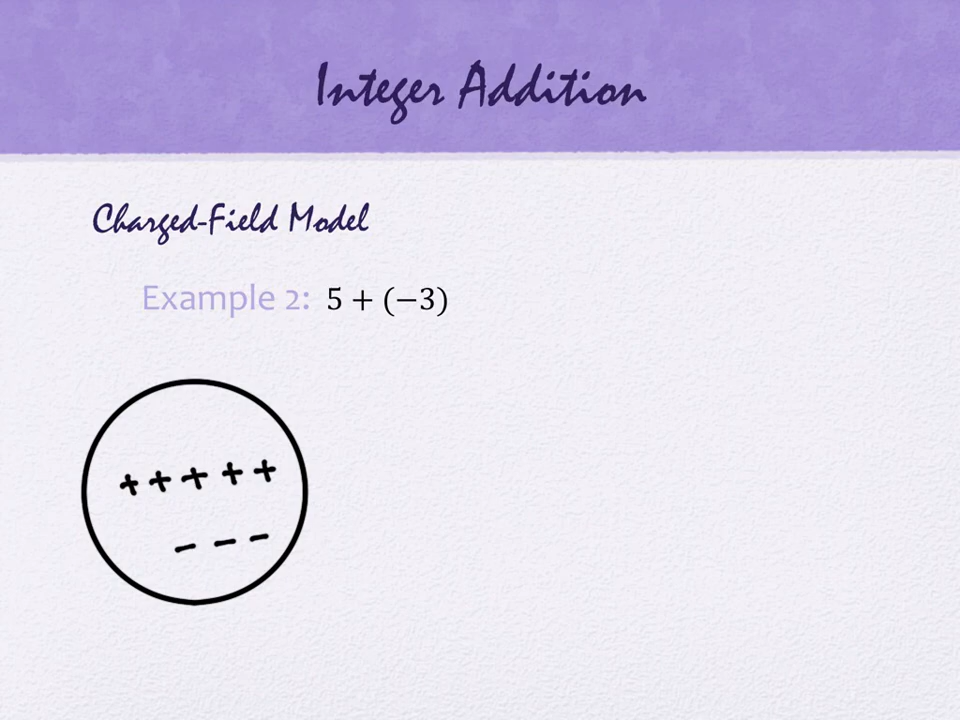 Integer Addition
Charged-Field Model
Example 2: 5 + (−3)
+ + + + +
− − −